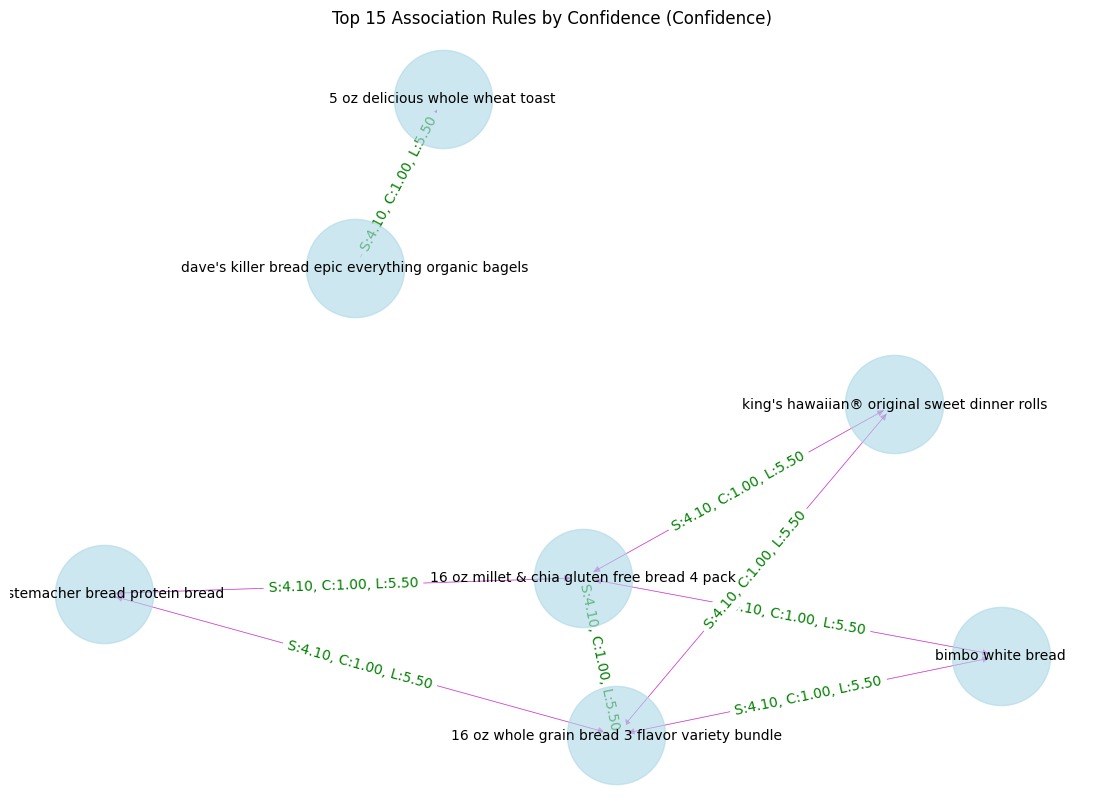 Top 15 Association Rules by Confidence (Confidence)
5 oz delicious whole wheat toast
S:4.10, C:1.00, L:5.50
dave's killer bread epic everything organic bagels
king's hawaiian® original sweet dinner rolls
S:4.10, C:1.00, L:5.50
S:4.10, C:1.00, L:5.50
16 oz millet & chia gluten free bread 4 pack
S:4.10, C:1.00, L:5.50
stemacher bread protein bread
S:4.10, C:1.00, L:5.50
.10, C:1.00, L:5.50
bimbo white bread
S:4.10, C:1.00, L:5.50
S:4.10, C:1.00, L:5.50
16 oz whole grain bread 3 flavor variety bundle